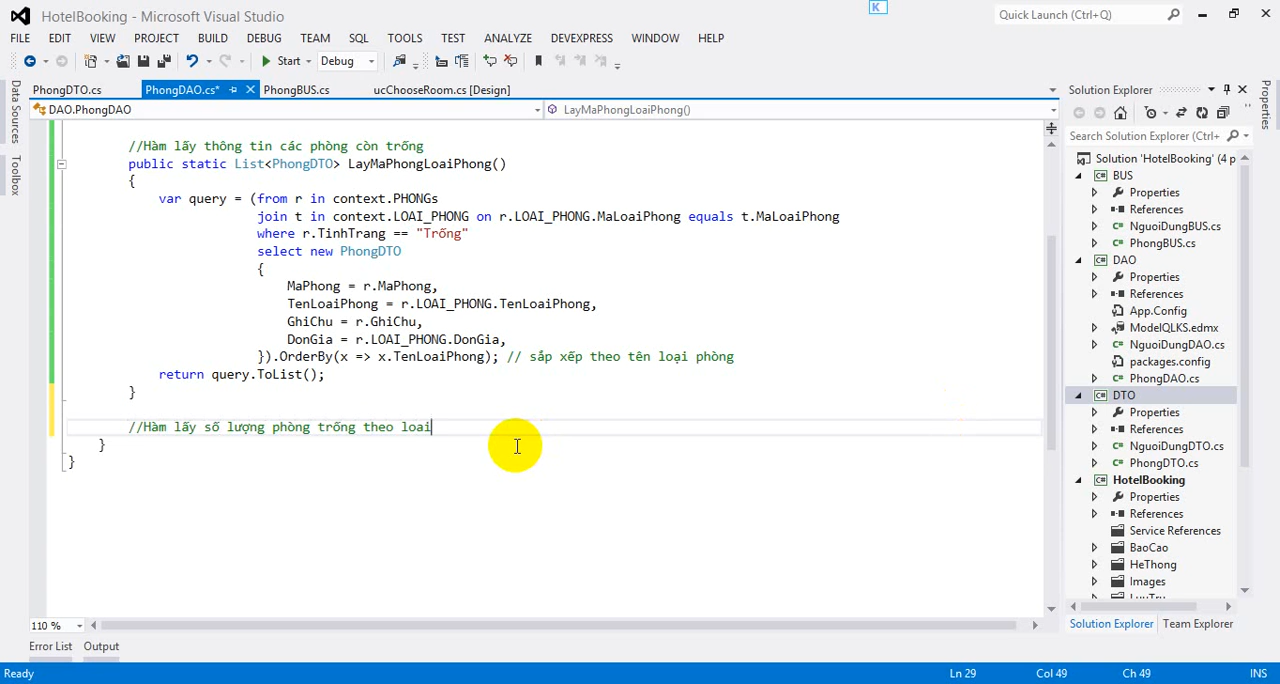 HotelBooking - Microsoft Visual Studio
K
Quick Launch (Ctrl+Q)
FILE EDIT VIEW PROJECT BUILD DEBUG TEAM SQL TOOLS TEST ANALYZE DEVEXPRESS WINDOW HELP
Start Debug
Data Sources
Toolbox
PhongDTO.cs PhongDAO.cs* PhongBUS.cs ucChooseRoom.cs [Design]
DAO.PhongDAO LayMaPhongLoaiPhong()
//Hàm lấy thông tin các phòng còn trống
public static List<PhongDTO> LayMaPhongLoaiPhong()
{
var query = (from r in context.PHONGs
join t in context.LOAI_PHONG on r.LOAI_PHONG.MaLoaiPhong equals t.MaLoaiPhong
where r.TinhTrang == "Trống"
select new PhongDTO
{
MaPhong = r.MaPhong,
TenLoaiPhong = r.LOAI_PHONG.TenLoaiPhong,
GhiChu = r.GhiChu,
DonGia = r.LOAI_PHONG.DonGia,
}).OrderBy(x => x.TenLoaiPhong); // sắp xếp theo tên loại phòng
return query.ToList();
}
//Hàm lấy số lượng phòng trống theo loai
}
}
110 %
Solution Explorer
Search Solution Explorer (Ctrl+
Solution 'HotelBooking' (4 p
BUS
Properties
References
NguoiDungBUS.cs
PhongBUS.cs
DAO
Properties
References
App.Config
ModelQLKS.edmx
NguoiDungDAO.cs
packages.config
PhongDAO.cs
DTO
Properties
References
NguoiDungDTO.cs
PhongDTO.cs
HotelBooking
Properties
References
Service References
BaoCao
HeThong
Images
LuuTru
Solution Explorer Team Explorer
Properties
Error List Output
Ready Ln 29 Col 49 Ch 49 INS